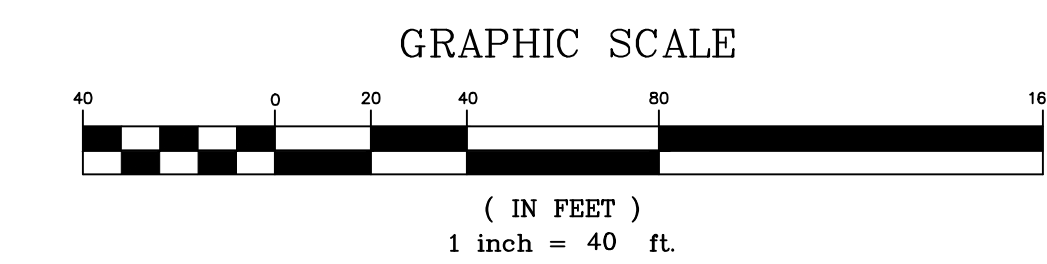 GRAPHIC SCALE
40 0 20 40 80 16
( IN FEET )
1 inch = 40 ft.